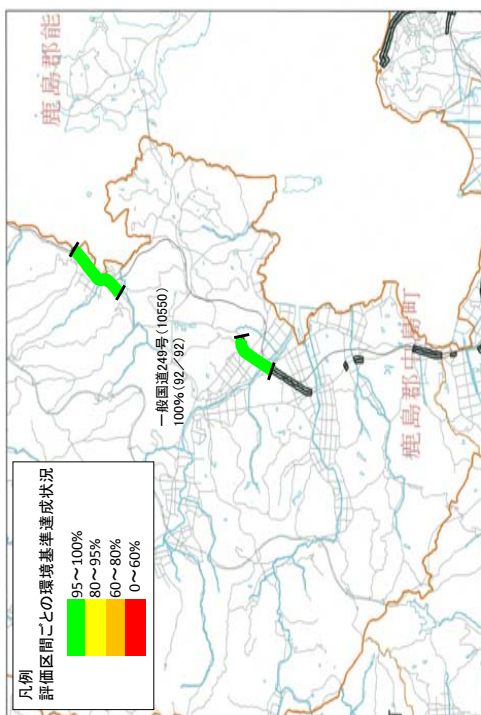 凡例
評価区間ごとの環境基準達成状況
95～100%
80～95%
60～80%
0～60%
一般国道249号(10550)
100%(92／92)
鹿島郡能
鹿島郡中島町